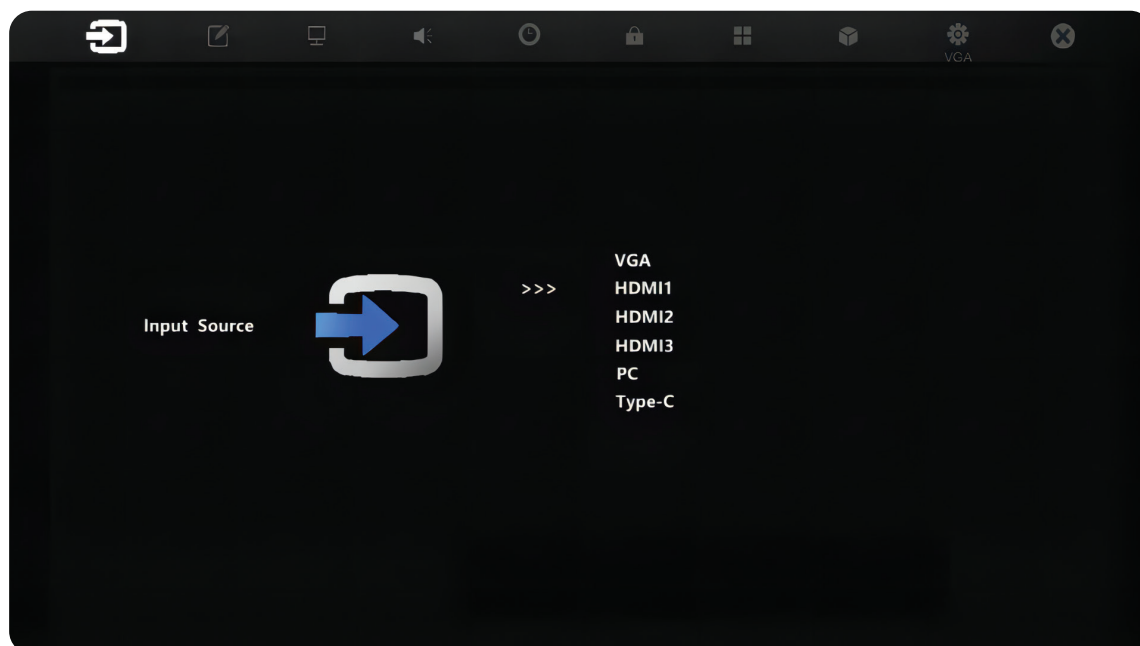 VGA
Input Source
>>>
VGA
HDMI1
HDMI2
HDMI3
PC
Type-C